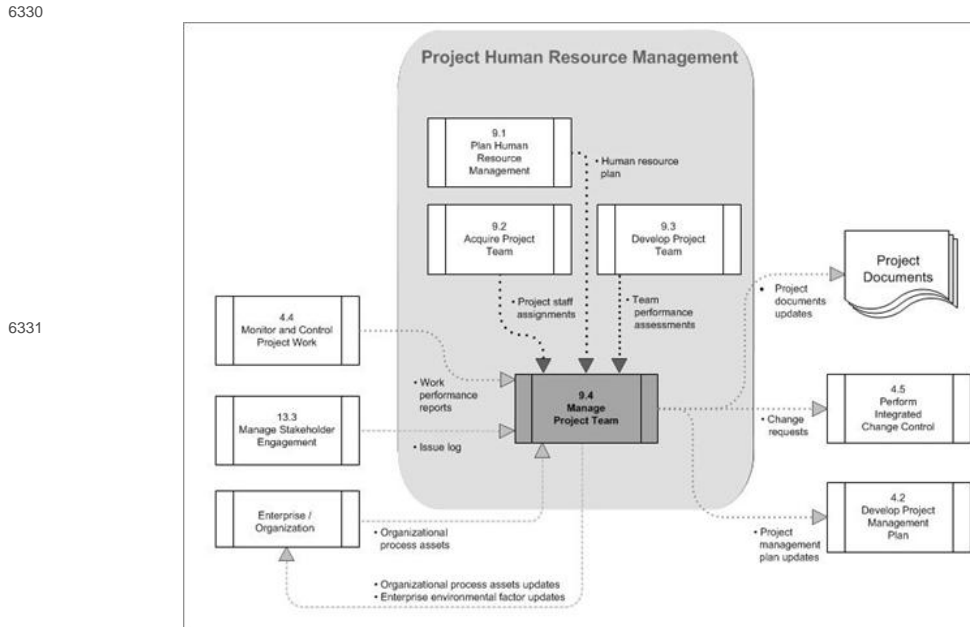 6330
Project Human Resource Management
9.1
Plan Human
Resource
Management
• Human resource
plan
9.2
Acquire Project
Team
9.3
Develop Project
Team
Project
Documents
• Project
documents
updates
• Project staff
assignments
• Team
performance
assessments
6331
4.4
Monitor and Control
Project Work
• Work
performance
reports
9.4
Manage
Project Team
4.5
Perform
Integrated
Change Control
• Change
requests
13.3
Manage Stakeholder
Engagement
• Issue log
4.2
Develop Project
Management
Plan
• Project
management
plan updates
Enterprise /
Organization
• Organizational
process assets
• Organizational process assets updates
• Enterprise environmental factor updates